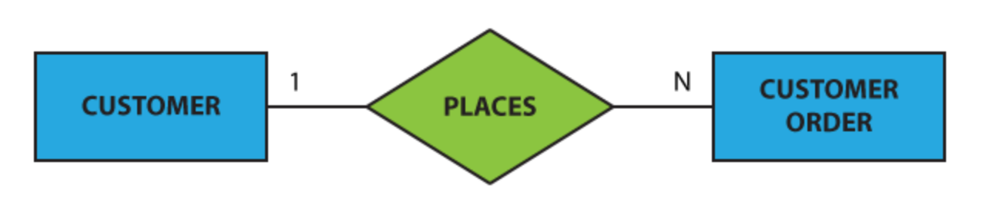 CUSTOMER
1
PLACES
N
CUSTOMER
ORDER